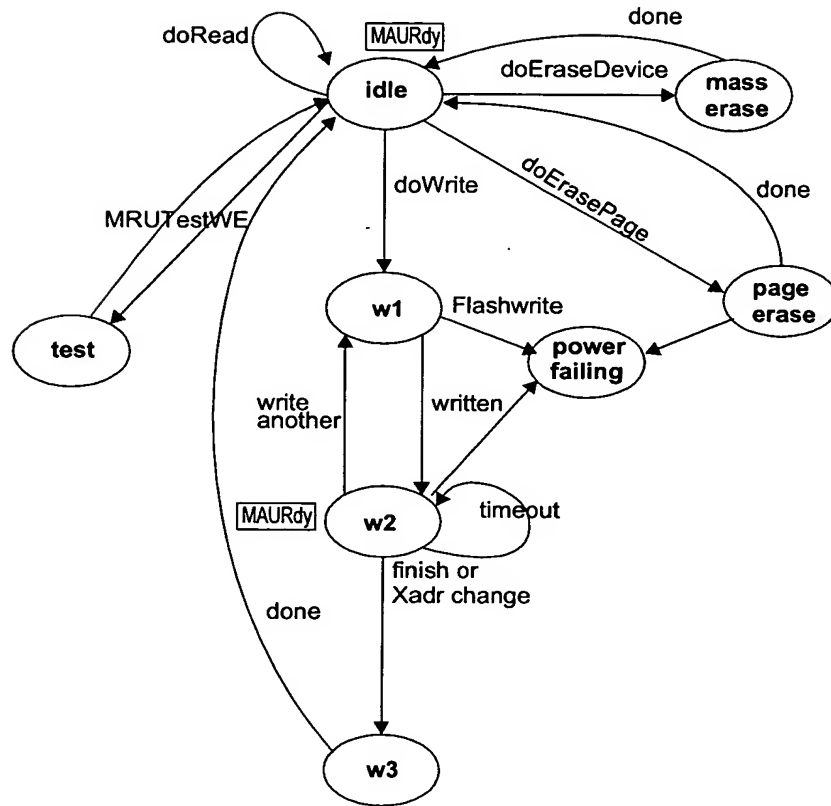 done
doRead
MAURdy
doEraseDevice
idle
mass
erase
doErasePage
doWrite
done
MRUTestWE
w1
Flashwrite
page
erase
test
power
failing
write
another
written
MAURdy
w2
timeout
finish or
Xadr change
done
w3